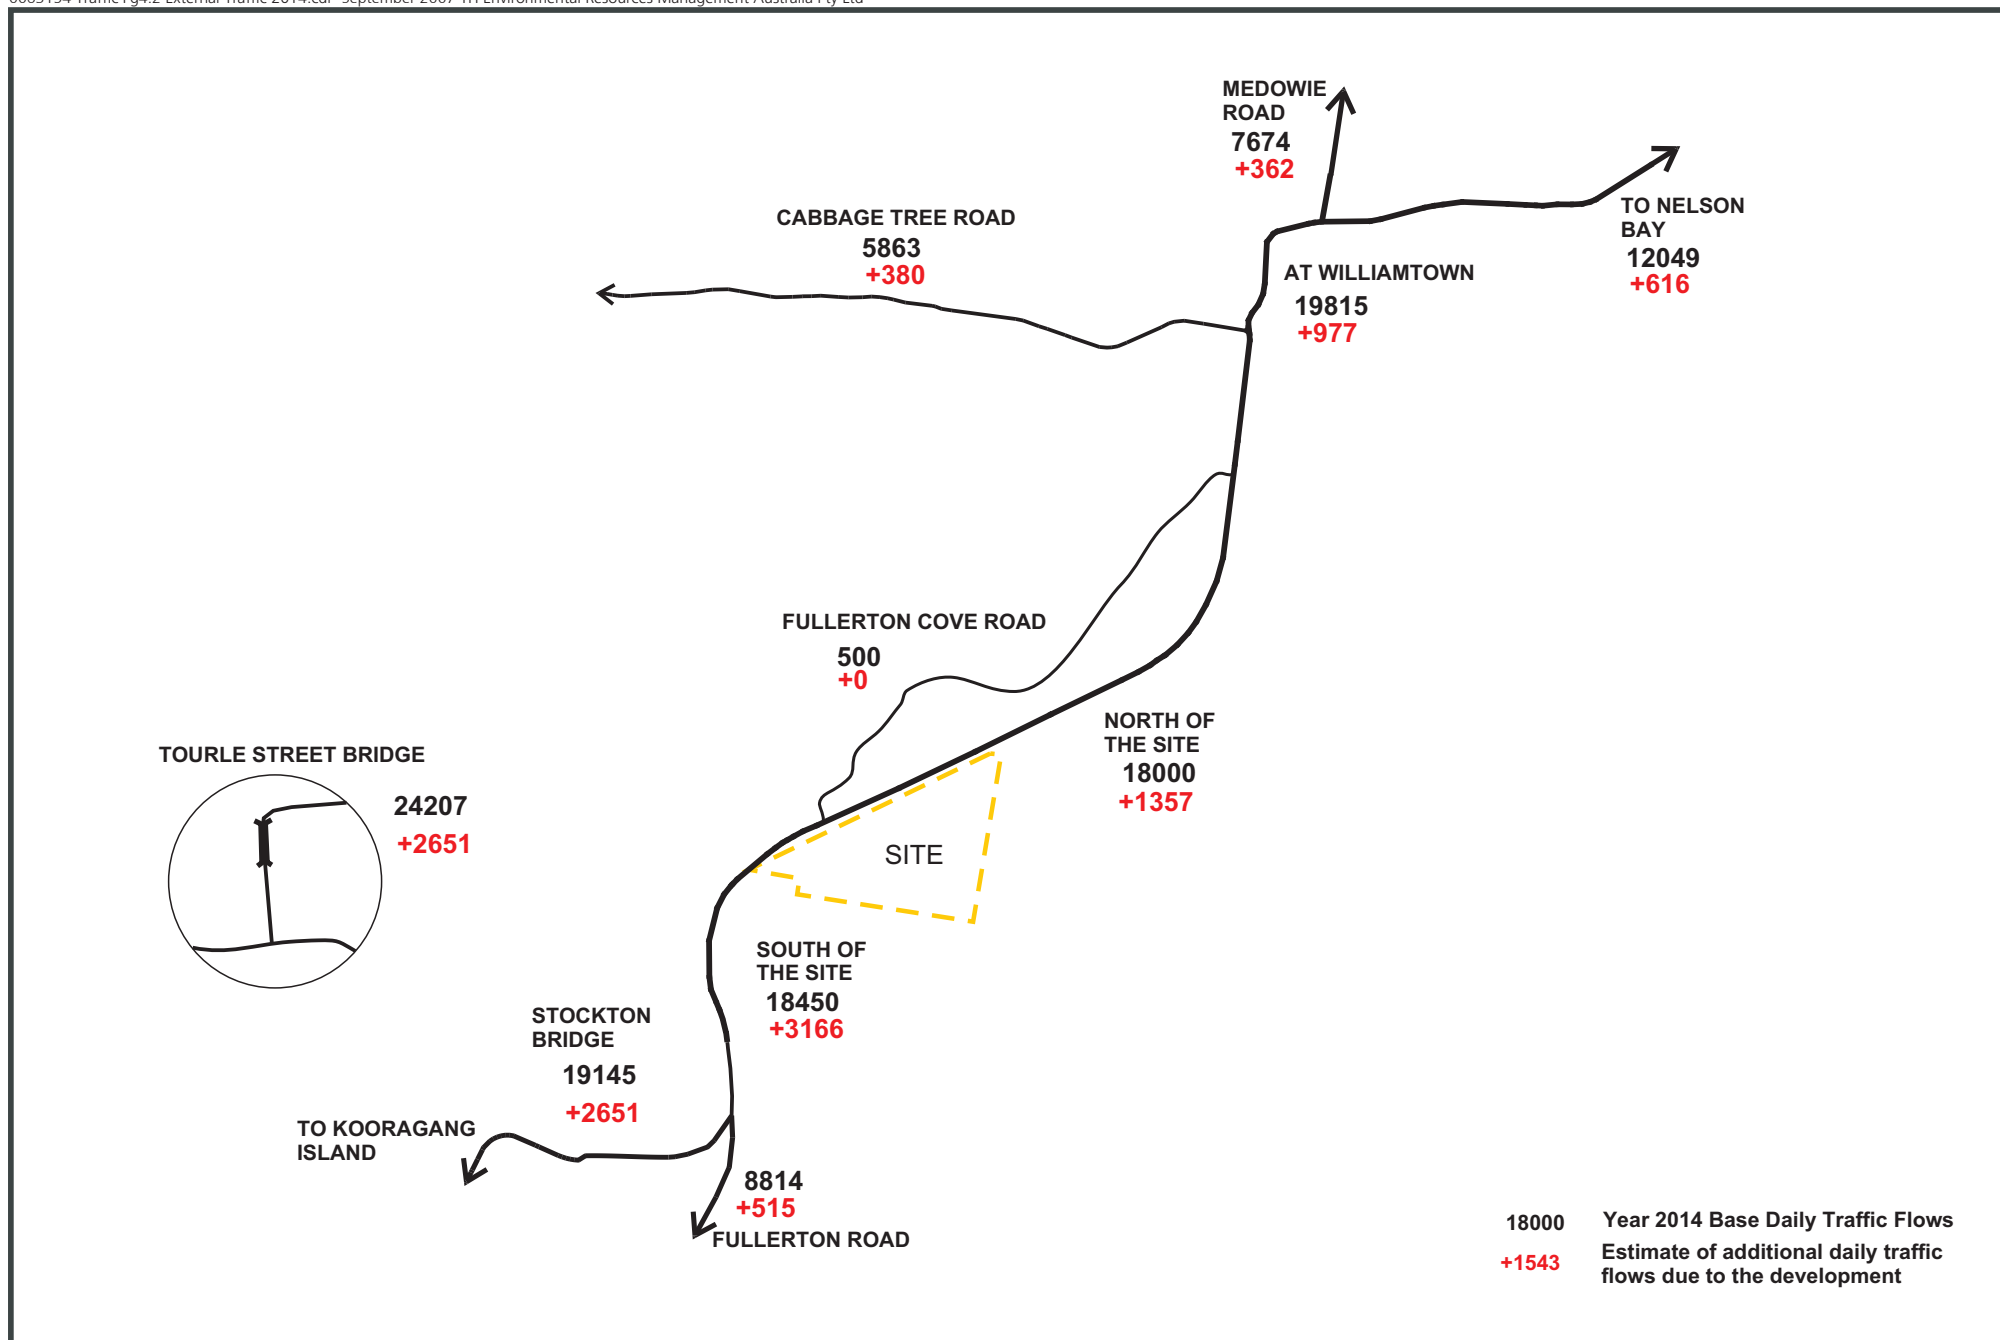 MEDOWIE
ROAD
7674
+362
TO NELSON
BAY
12049
+616
CABBAGE TREE ROAD
5863
+380
AT WILLIAMTOWN
19815
+977
FULLERTON COVE ROAD
500
+0
NORTH OF
THE SITE
18000
+1357
TOURLE STREET BRIDGE
24207
+2651
SITE
SOUTH OF
THE SITE
18450
+3166
STOCKTON
BRIDGE
19145
+2651
TO KOORAGANG
ISLAND
8814
+515
FULLERTON ROAD
18000 Year 2014 Base Daily Traffic Flows
+1543 Estimate of additional daily traffic
flows due to the development